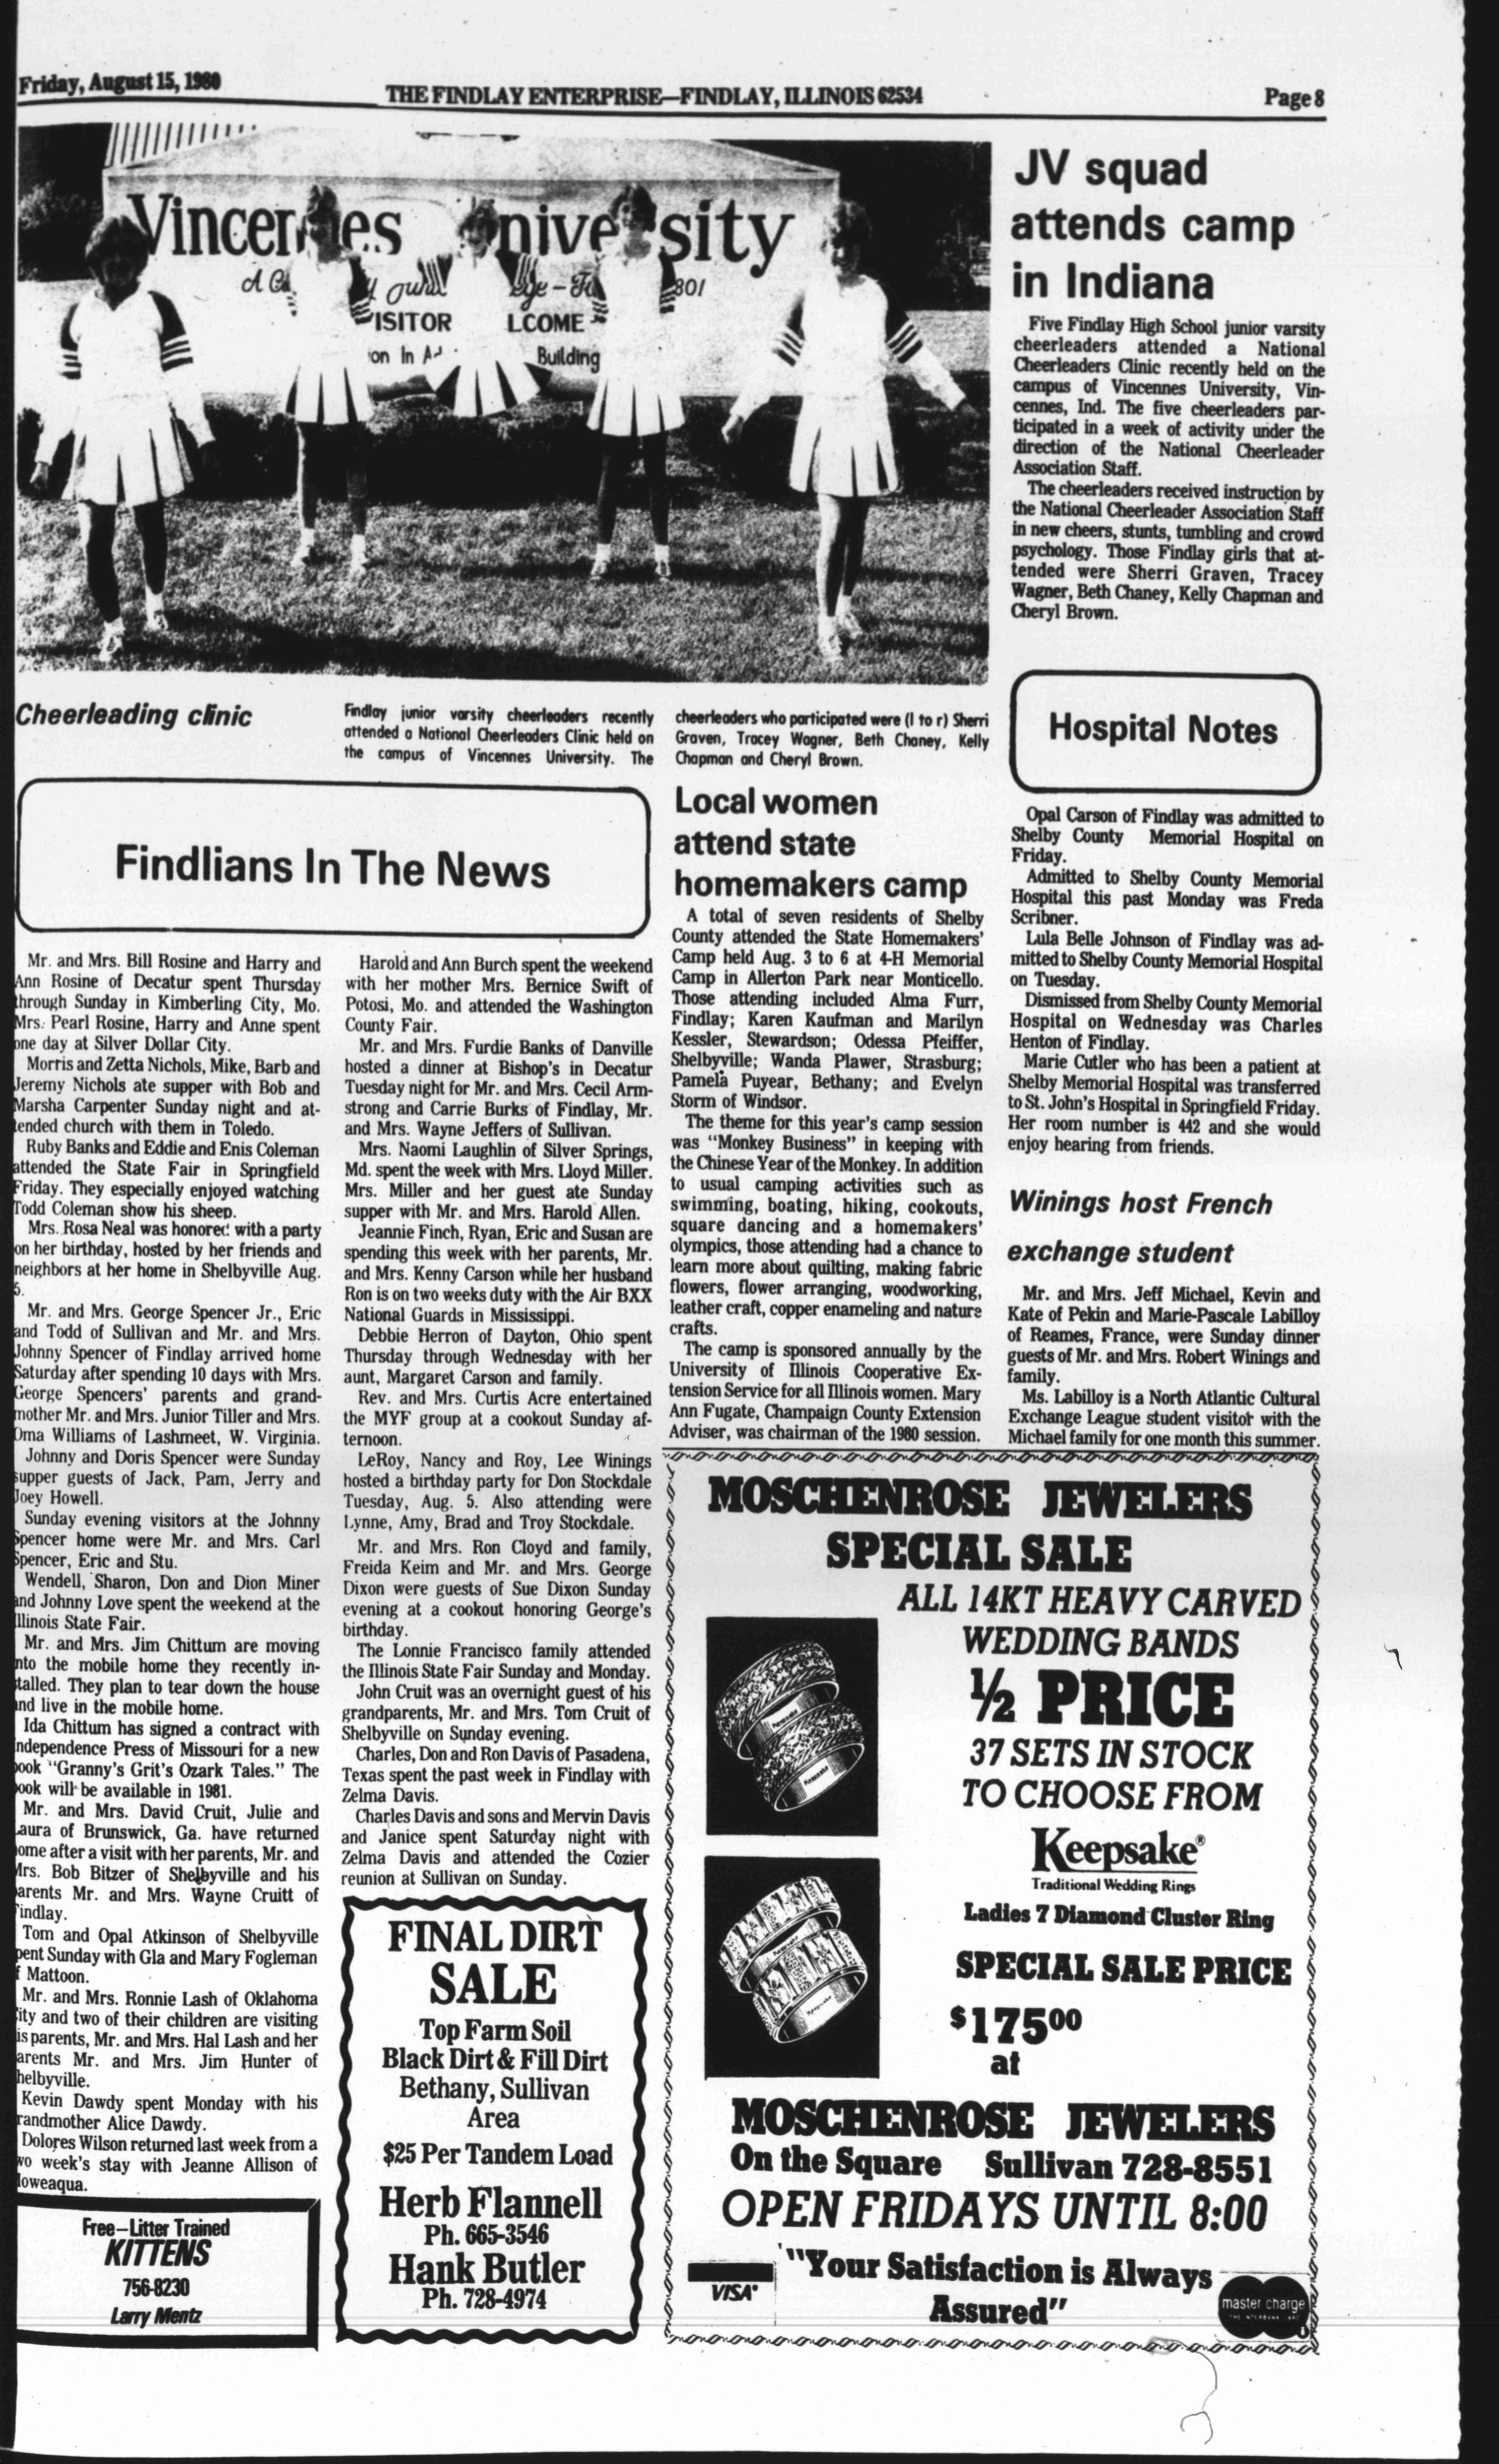 Friday, August 15, 1980
THE FINDLAY ENTERPRISE—FINDLAY, ILLINOIS 62534
Page 8
Vincennes University
ISITOR LCOME
on In Building
JV squad
attends camp
in Indiana
Five Findlay High School junior varsity
cheerleaders attended a National
Cheerleaders Clinic recently held on the
campus of Vincennes University, Vin-
cennes, Ind. The five cheerleaders par-
ticipated in a week of activity under the
direction of the National Cheerleader
Association Staff.
The cheerleaders received instruction by
the National Cheerleader Association Staff
in new cheers, stunts, tumbling and crowd
psychology. Those Findlay girls that at-
tended were Sherri Graven, Tracey
Wagner, Beth Chaney, Kelly Chapman and
Cheryl Brown.
Cheerleading clinic
Findlay junior varsity cheerleaders recently
attended a National Cheerleaders Clinic held on
the campus of Vincennes University. The
cheerleaders who participated were (l to r) Sherri
Graven, Tracey Wagner, Beth Chaney, Kelly
Chapman and Cheryl Brown.
Findlians In The News
Mr. and Mrs. Bill Rosine and Harry and
Ann Rosine of Decatur spent Thursday
through Sunday in Kimberling City, Mo.
Mrs. Pearl Rosine, Harry and Anne spent
one day at Silver Dollar City.
Morris and Zetta Nichols, Mike, Barb and
Jeremy Nichols ate supper with Bob and
Marsha Carpenter Sunday night and at-
tended church with them in Toledo.
Ruby Banks and Eddie and Enis Coleman
attended the State Fair in Springfield
Friday. They especially enjoyed watching
Todd Coleman show his sheep.
Mrs. Rosa Neal was honored with a party
on her birthday, hosted by her friends and
neighbors at her home in Shelbyville Aug.
5.
Mr. and Mrs. George Spencer Jr., Eric
and Todd of Sullivan and Mr. and Mrs.
Johnny Spencer of Findlay arrived home
Saturday after spending 10 days with Mrs.
George Spencers' parents and grand-
mother Mr. and Mrs. Junior Tiller and Mrs.
Oma Williams of Lashmeet, W. Virginia.
Johnny and Doris Spencer were Sunday
supper guests of Jack, Pam, Jerry and
Joey Howell.
Sunday evening visitors at the Johnny
Spencer home were Mr. and Mrs. Carl
Spencer, Eric and Stu.
Wendell, Sharon, Don and Dion Miner
and Johnny Love spent the weekend at the
Illinois State Fair.
Mr. and Mrs. Jim Chittum are moving
nto the mobile home they recently in-
stalled. They plan to tear down the house
and live in the mobile home.
Ida Chittum has signed a contract with
ndependence Press of Missouri for a new
book "Granny's Grit's Ozark Tales." The
ook will be available in 1981.
Mr. and Mrs. David Cruit, Julie and
aura of Brunswick, Ga. have returned
ome after a visit with her parents, Mr. and
Mrs. Bob Bitzer of Shelbyville and his
arents Mr. and Mrs. Wayne Cruitt of
indlay.
Tom and Opal Atkinson of Shelbyville
pent Sunday with Gla and Mary Fogleman
f Mattoon.
Mr. and Mrs. Ronnie Lash of Oklahoma
ity and two of their children are visiting
is parents, Mr. and Mrs. Hal Lash and her
arents Mr. and Mrs. Jim Hunter of
helbyville.
Kevin Dawdy spent Monday with his
randmother Alice Dawdy.
Dolores Wilson returned last week from a
wo week's stay with Jeanne Allison of
oweaqua.
Free—Litter Trained
KITTENS
756-8230
Larry Mentz
Harold and Ann Burch spent the weekend
with her mother Mrs. Bernice Swift of
Potosi, Mo. and attended the Washington
County Fair.
Mr. and Mrs. Furdie Banks of Danville
hosted a dinner at Bishop's in Decatur
Tuesday night for Mr. and Mrs. Cecil Arm-
strong and Carrie Burks of Findlay, Mr.
and Mrs. Wayne Jeffers of Sullivan.
Mrs. Naomi Laughlin of Silver Springs,
Md. spent the week with Mrs. Lloyd Miller.
Mrs. Miller and her guest ate Sunday
supper with Mr. and Mrs. Harold Allen.
Jeannie Finch, Ryan, Eric and Susan are
spending this week with her parents, Mr.
and Mrs. Kenny Carson while her husband
Ron is on two weeks duty with the Air BXX
National Guards in Mississippi.
Debbie Herron of Dayton, Ohio spent
Thursday through Wednesday with her
aunt, Margaret Carson and family.
Rev. and Mrs. Curtis Acre entertained
the MYF group at a cookout Sunday af-
ternoon.
LeRoy, Nancy and Roy, Lee Winings
hosted a birthday party for Don Stockdale
Tuesday, Aug. 5. Also attending were
Lynne, Amy, Brad and Troy Stockdale.
Mr. and Mrs. Ron Cloyd and family,
Freida Keim and Mr. and Mrs. George
Dixon were guests of Sue Dixon Sunday
evening at a cookout honoring George's
birthday.
The Lonnie Francisco family attended
the Illinois State Fair Sunday and Monday.
John Cruit was an overnight guest of his
grandparents, Mr. and Mrs. Tom Cruit of
Shelbyville on Sunday evening.
Charles, Don and Ron Davis of Pasadena,
Texas spent the past week in Findlay with
Zelma Davis.
Charles Davis and sons and Mervin Davis
and Janice spent Saturday night with
Zelma Davis and attended the Cozier
reunion at Sullivan on Sunday.
FINAL DIRT
SALE
Top Farm Soil
Black Dirt & Fill Dirt
Bethany, Sullivan
Area
$25 Per Tandem Load
Herb Flannell
Ph. 665-3546
Hank Butler
Ph. 728-4974
Local women
attend state
homemakers camp
A total of seven residents of Shelby
County attended the State Homemakers'
Camp held Aug. 3 to 6 at 4-H Memorial
Camp in Allerton Park near Monticello.
Those attending included Alma Furr,
Findlay; Karen Kaufman and Marilyn
Kessler, Stewardson; Odessa Pfeiffer,
Shelbyville; Wanda Plawer, Strasburg;
Pamela Puyear, Bethany; and Evelyn
Storm of Windsor.
The theme for this year's camp session
was "Monkey Business" in keeping with
the Chinese Year of the Monkey. In addition
to usual camping activities such as
swimming, boating, hiking, cookouts,
square dancing and a homemakers'
olympics, those attending had a chance to
learn more about quilting, making fabric
flowers, flower arranging, woodworking,
leather craft, copper enameling and nature
crafts.
The camp is sponsored annually by the
University of Illinois Cooperative Ex-
tension Service for all Illinois women. Mary
Ann Fugate, Champaign County Extension
Adviser, was chairman of the 1980 session.
Hospital Notes
Opal Carson of Findlay was admitted to
Shelby County Memorial Hospital on
Friday.
Admitted to Shelby County Memorial
Hospital this past Monday was Freda
Scribner.
Lula Belle Johnson of Findlay was ad-
mitted to Shelby County Memorial Hospital
on Tuesday.
Dismissed from Shelby County Memorial
Hospital on Wednesday was Charles
Henton of Findlay.
Marie Cutler who has been a patient at
Shelby Memorial Hospital was transferred
to St. John's Hospital in Springfield Friday.
Her room number is 442 and she would
enjoy hearing from friends.
Winings host French
exchange student
Mr. and Mrs. Jeff Michael, Kevin and
Kate of Pekin and Marie-Pascale Labilloy
of Reames, France, were Sunday dinner
guests of Mr. and Mrs. Robert Winings and
family.
Ms. Labilloy is a North Atlantic Cultural
Exchange League student visitor with the
Michael family for one month this summer.
MOSCHENROSE JEWELERS
SPECIAL SALE
ALL 14KT HEAVY CARVED
WEDDING BANDS
½ PRICE
37 SETS IN STOCK
TO CHOOSE FROM
Keepsake®
Traditional Wedding Rings
Ladies 7 Diamond Cluster Ring
SPECIAL SALE PRICE
$17500
at
MOSCHENROSE JEWELERS
On the Square Sullivan 728-8551
OPEN FRIDAYS UNTIL 8:00
"Your Satisfaction is Always
Assured"
VISA
master charge